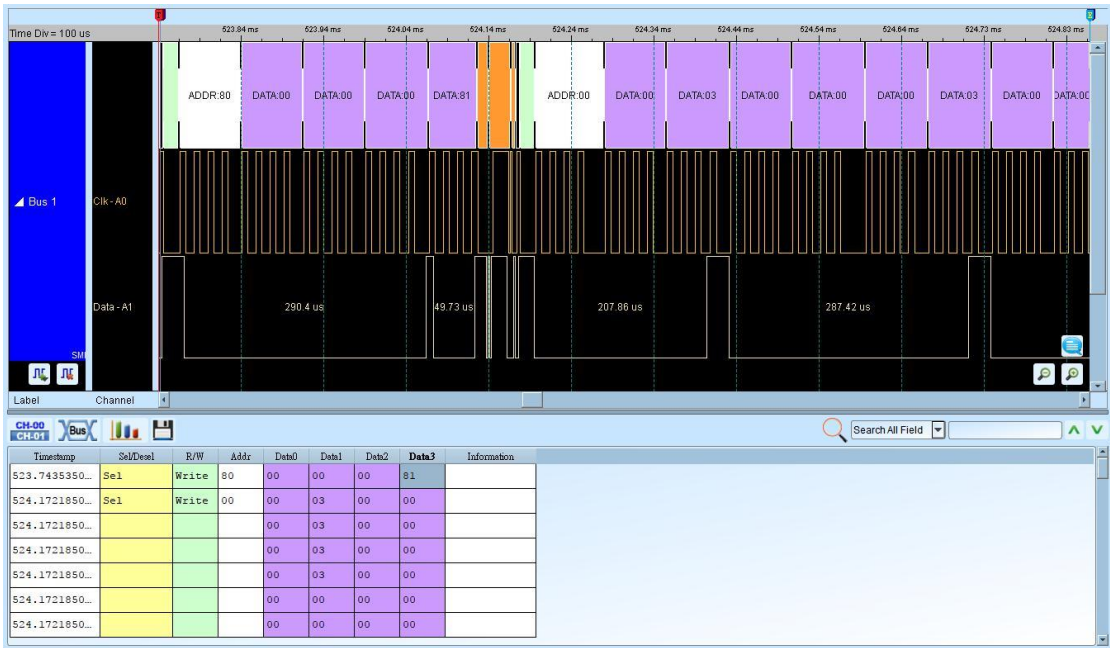 Time Div = 100 us
523.84 ms 523.94 ms 524.04 ms 524.14 ms 524.24 ms 524.34 ms 524.44 ms 524.54 ms 524.64 ms 524.73 ms 524.83 ms
ADDR:80 DATA:00 DATA:00 DATA:00 DATA:81 ADDR:00 DATA:00 DATA:03 DATA:00 DATA:00 DATA:00 DATA:03 DATA:00 DATA:00
Bus 1 Clk - A0
Data - A1 290.4 us 49.73 us 207.86 us 287.42 us
Label Channel
CH-00
CH-01 Bus Search All Field
Timestamp Sel/Desel R/W Addr Data0 Data1 Data2 Data3 Information
523.7435350... Sel Write 80 00 00 00 81
524.1721850... Sel Write 00 00 03 00 00
524.1721850... 00 03 00 00
524.1721850... 00 03 00 00
524.1721850... 00 03 00 00
524.1721850... 00 00 00 00
524.1721850... 00 00 00 00